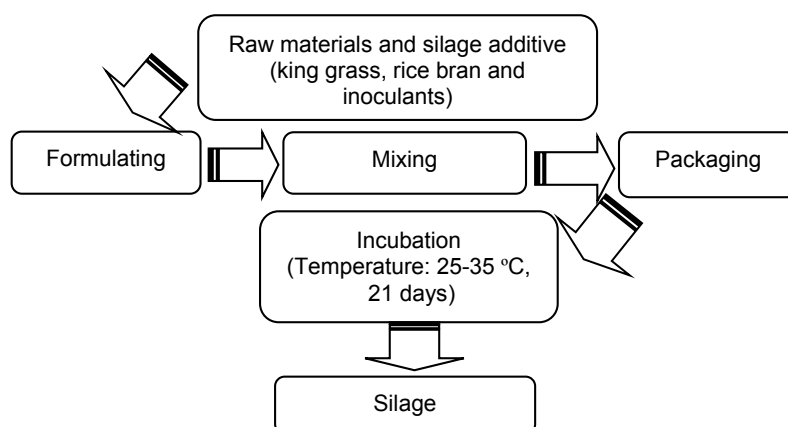 Raw materials and silage additive
(king grass, rice bran and
inoculants)
Formulating
Mixing
Packaging
Incubation
(Temperature: 25-35 ºC,
21 days)
Silage